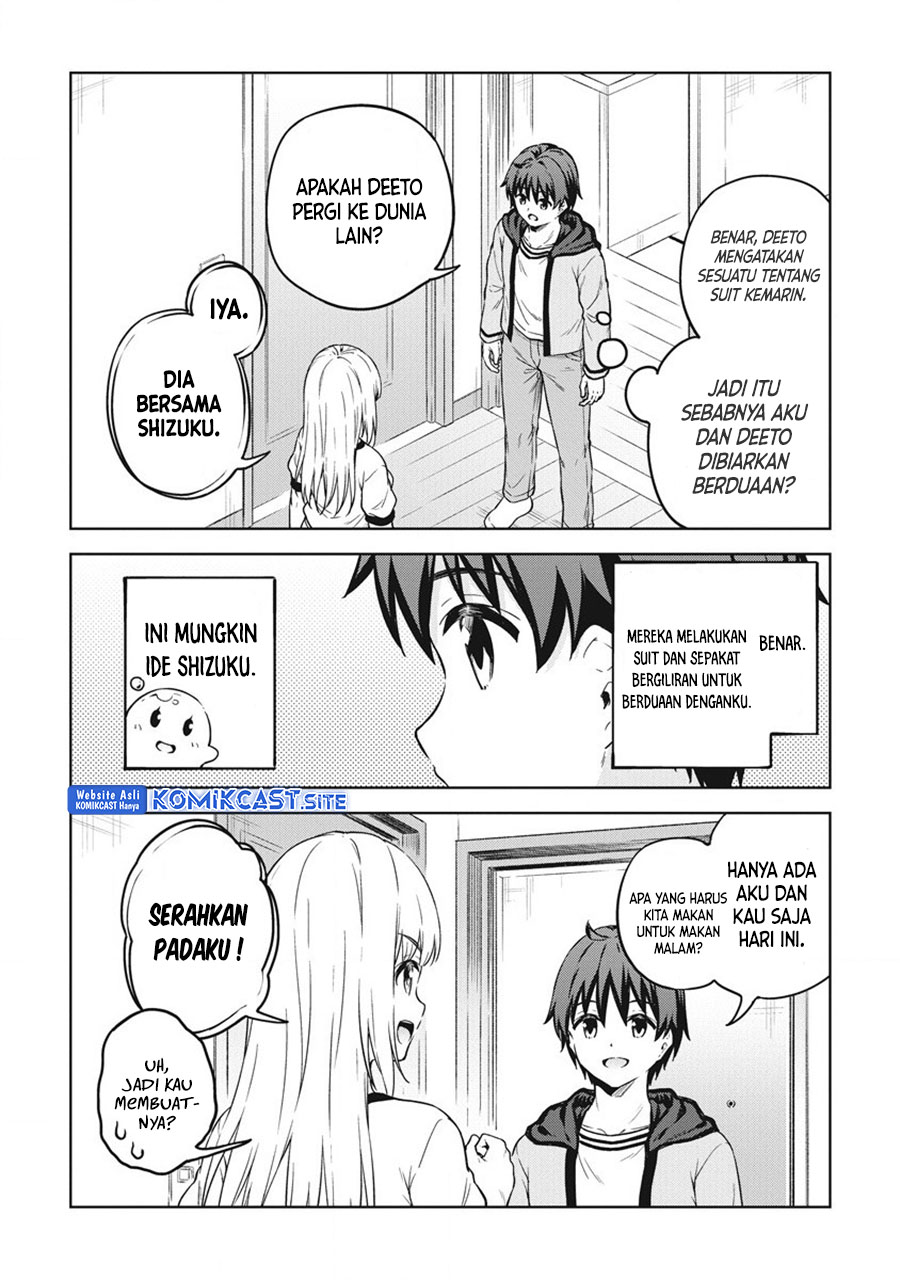 BENAR, DEETO
MENGATAKAN
SESUATU TENTANG
SUIT KEMARIN.
JADI ITU
SEBABNYA AKU
DAN DEETO
DIBIARKAN
BERDUAAN?
APAKAH DEETO
PERGI KE DUNIA
LAIN?
IYA.
DIA
BERSAMA
SHIZUKU.
BENAR.
MEREKA MELAKUKAN
SUIT DAN SEPAKAT
BERGILIRAN UNTUK
BERDUAAN DENGANKU.
INI MUNGKIN
IDE SHIZUKU.
Website Asli
KOMIKCAST Hanya
KOMIKCAST.SITE
HANYA ADA
AKU DAN
KAU SAJA
HARI INI.
APA YANG HARUS
KITA MAKAN
UNTUK MAKAN
MALAM?
SERAHKAN
PADAKU !
UH,
JADI KAU
MEMBUAT-
NYA?